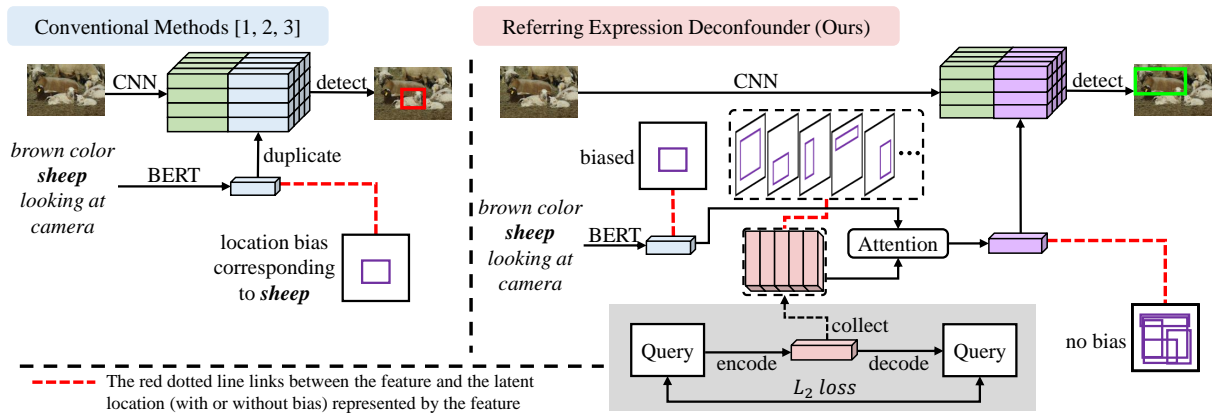 Conventional Methods [1, 2, 3]
CNN
detect
duplicate
brown color
sheep
looking at
camera
BERT
location bias
corresponding
to sheep
Referring Expression Deconfounder (Ours)
CNN
detect
biased
brown color
sheep
looking at
camera
BERT
Attention
collect
no bias
Query
encode
decode
Query
L2 loss
The red dotted line links between the feature and the latent
location (with or without bias) represented by the feature